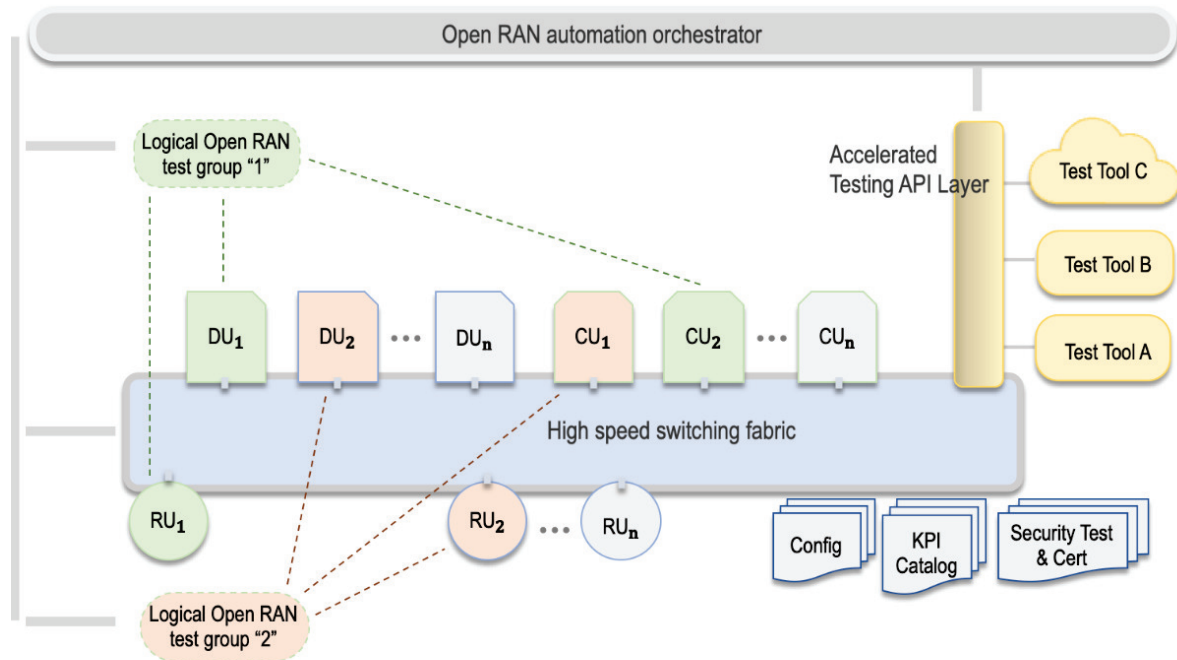 Open RAN automation orchestrator
Logical Open RAN
test group “1”
Accelerated
Testing API Layer
Test Tool C
Test Tool B
Test Tool A
DU₁
DU₂
•••
DUₙ
CU₁
CU₂
•••
CUₙ
High speed switching fabric
RU₁
RU₂
•••
RUₙ
Config
KPI
Catalog
Security Test
& Cert
Logical Open RAN
test group “2”